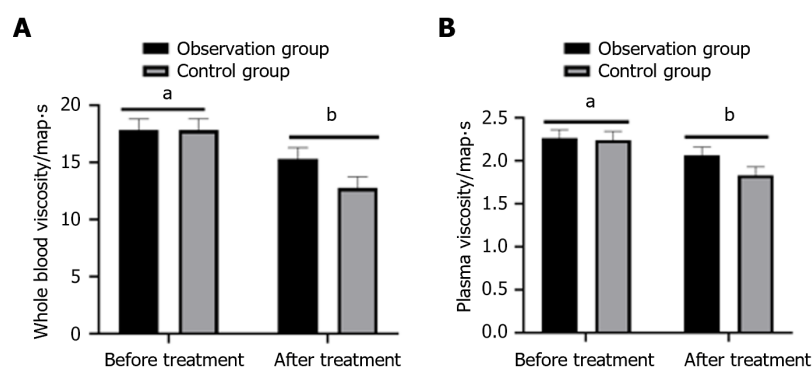 A
Observation group
Control group
Whole blood viscosity/map·s
20
15
10
5
0
a
b
Before treatment
After treatment
B
Observation group
Control group
Plasma viscosity/map·s
2.5
2.0
1.5
1.0
0.5
0.0
a
b
Before treatment
After treatment